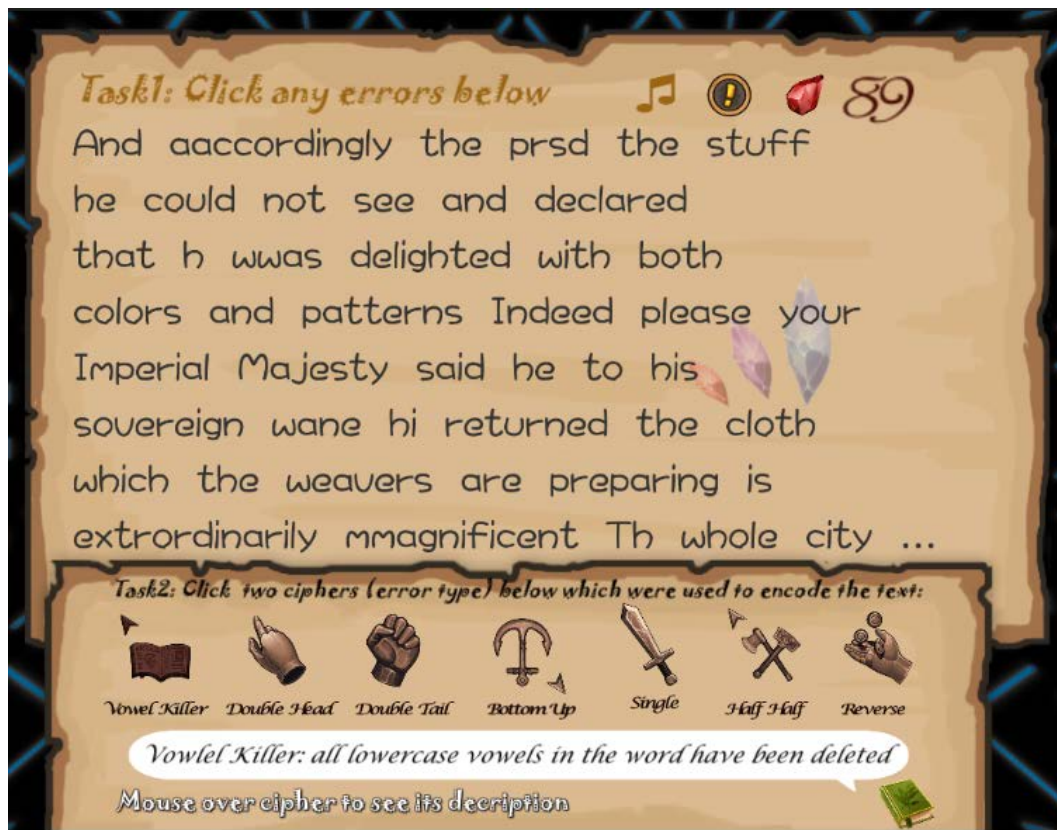 Task1: Click any errors below 89
And aaccordingly the prsd the stuff
he could not see and declared
that h wwas delighted with both
colors and patterns Indeed please your
Imperial Majesty said he to his
sovereign wane hi returned the cloth
which the weavers are preparing is
extrordinarily mmagnificent Th whole city ...
Task2: Click two ciphers (error type) below which were used to encode the text:
Vowel Killer Double Head Double Tail Bottom Up Single Half Half Reverse
Vowlel Killer: all lowercase vowels in the word have been deleted
Mouse over cipher to see its decription